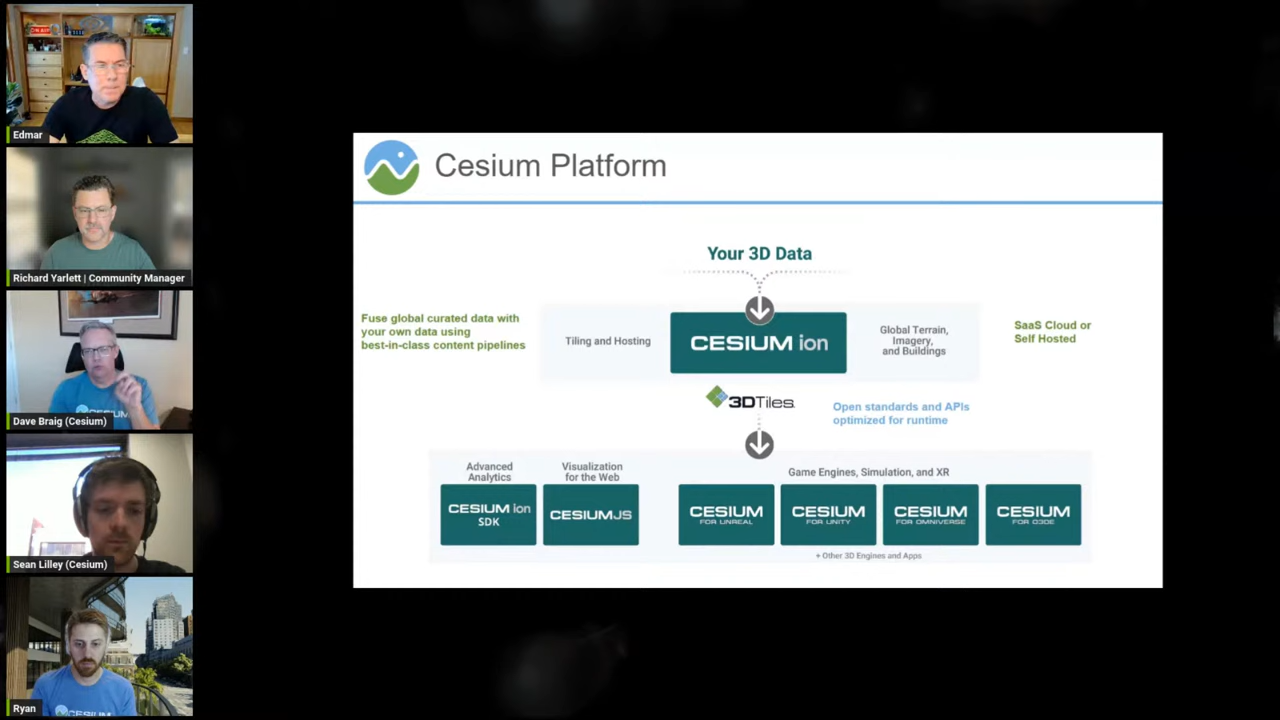 Edmar
Richard Yarlett | Community Manager
CESIUM
Dave Braig (Cesium)
Sean Lilley (Cesium)
CESIUM
Ryan
Cesium Platform
Your 3D Data
Fuse global curated data with
your own data using
best-in-class content pipelines
Tiling and Hosting
CESIUM ion
Global Terrain,
Imagery,
and Buildings
SaaS Cloud or
Self Hosted
3DTiles
Open standards and APIs
optimized for runtime
Advanced
Analytics
Visualization
for the Web
Game Engines, Simulation, and XR
CESIUM ion
SDK
CESIUMJS
CESIUM
FOR UNREAL
CESIUM
FOR UNITY
CESIUM
FOR OMNIVERSE
CESIUM
FOR O3DE
+ Other 3D Engines and Apps